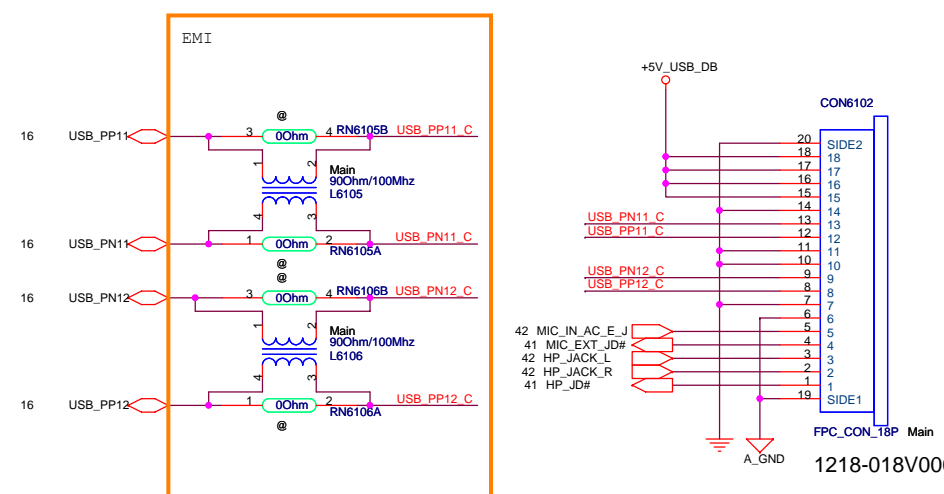 EMI
@
16 USB_PP11 3 0Ohm 4 RN6105B USB_PP11_C
1 2
Main
90Ohm/100Mhz
L6105
4 3
16 USB_PN11 1 0Ohm 2 USB_PN11_C
RN6105A
@
@
16 USB_PN12 3 0Ohm 4 RN6106B USB_PN12_C
1 2
Main
90Ohm/100Mhz
L6106
4 3
16 USB_PP12 1 0Ohm 2 USB_PP12_C
RN6106A
@
+5V_USB_DB
CON6102
20 SIDE2
18 18
17 17
16 16
15 15
14 14
USB_PN11_C 13 13
USB_PP11_C 12 12
11 11
10 10
USB_PN12_C 9 9
USB_PP12_C 8 8
7 7
6 6
42 MIC_IN_AC_E_J 5 5
41 MIC_EXT_JD# 4 4
42 HP_JACK_L 3 3
42 HP_JACK_R 2 2
41 HP_JD# 1 1
19 SIDE1
FPC_CON_18P Main
A_GND
1218-018V00